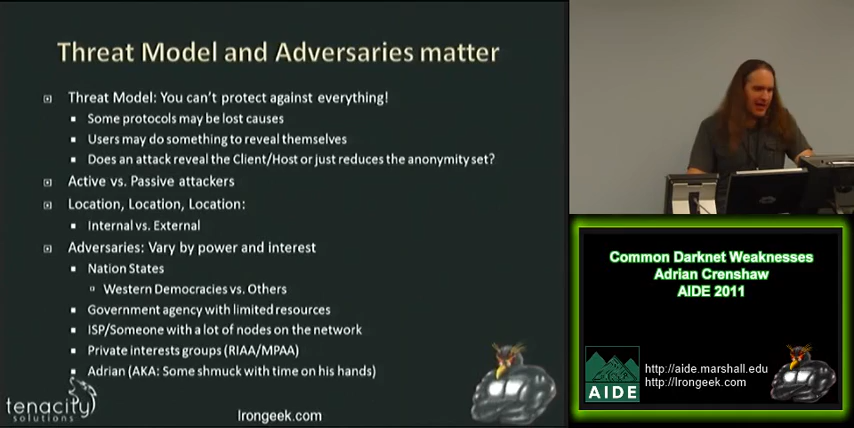 Threat Model and Adversaries matter
Threat Model: You can't protect against everything!
Some protocols may be lost causes
Users may do something to reveal themselves
Does an attack reveal the Client/Host or just reduces the anonymity set?
Active vs. Passive attackers
Location, Location, Location:
Internal vs. External
Adversaries: Vary by power and interest
Nation States
Western Democracies vs. Others
Government agency with limited resources
ISP/Someone with a lot of nodes on the network
Private interests groups (RIAA/MPAA)
Adrian (AKA: Some shmuck with time on his hands)
tenacity
solutions
Irongeek.com
Common Darknet Weaknesses
Adrian Crenshaw
AIDE 2011
AIDE
http://aide.marshall.edu
http://Irongeek.com